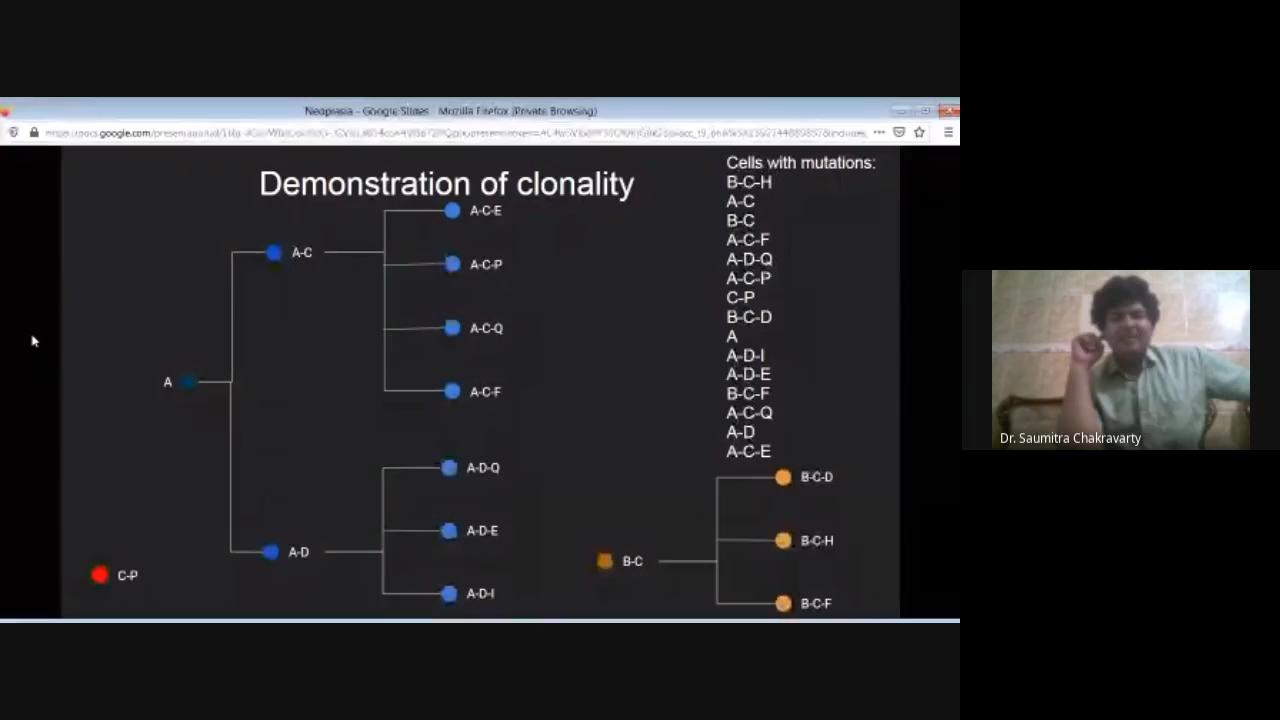 Neoplasia - Google Slides - Mozilla Firefox (Private Browsing)
Demonstration of clonality
Cells with mutations:
B-C-H
A-C
B-C
A-C-F
A-D-Q
A-C-P
C-P
B-C-D
A
A-D-I
A-D-E
B-C-F
A-C-Q
A-D
A-C-E
A-C-E
A-C
A-C-P
A-C-Q
A
A-C-F
A-D-Q
A-D-E
A-D
A-D-I
C-P
B-C-D
B-C-H
B-C
B-C-F
Dr. Saumitra Chakravarty